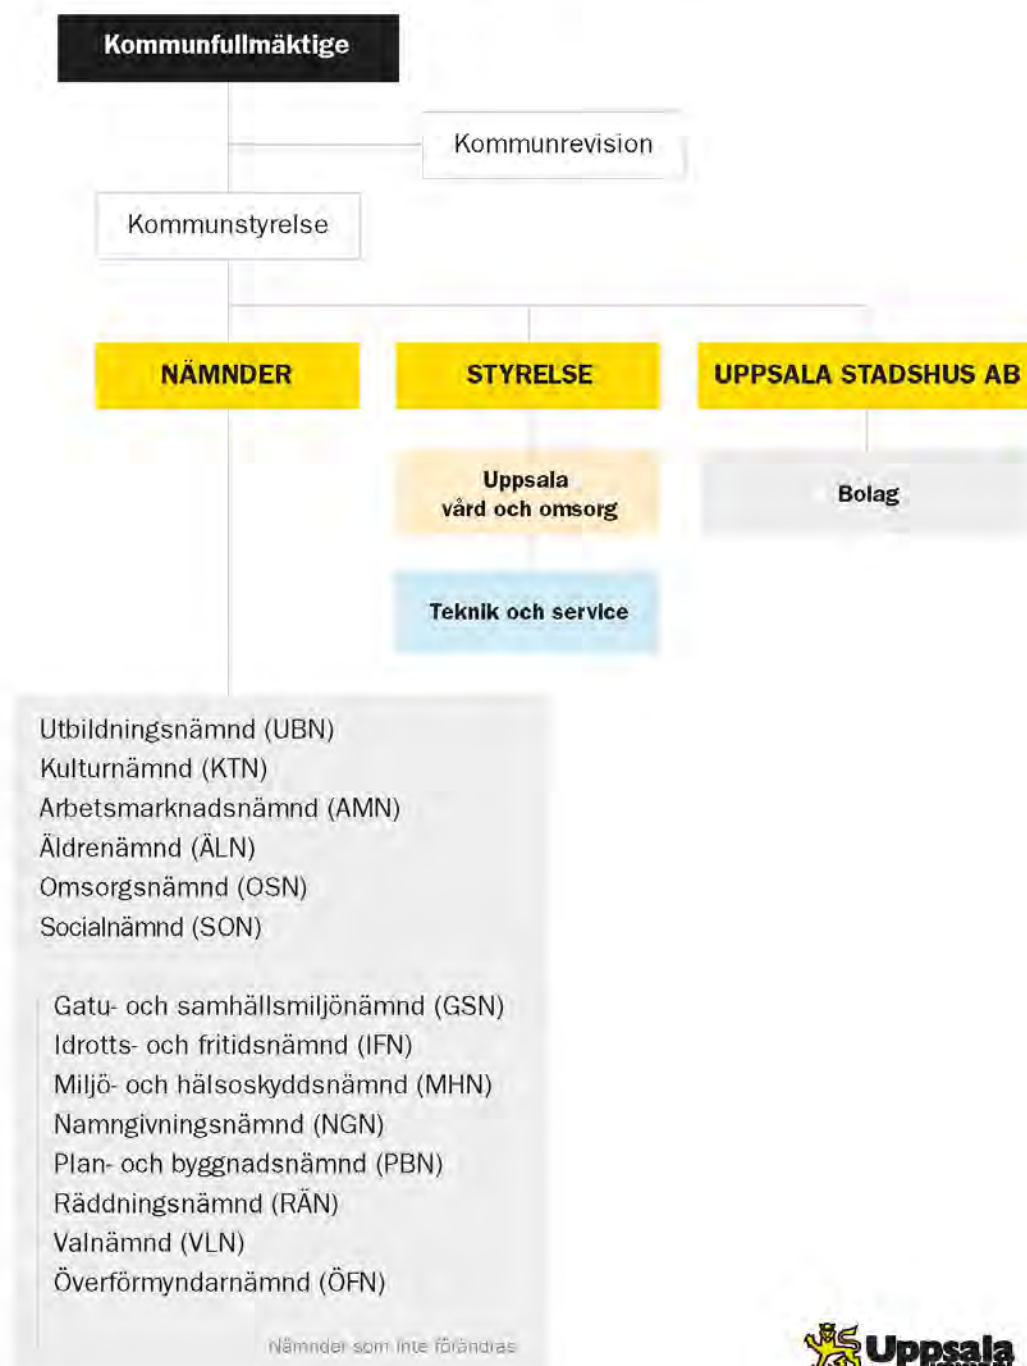 Kommunfullmäktige
Kommunrevision
Kommunstyrelse
NÄMNDER
STYRELSE
UPPSALA STADSHUS AB
Uppsala
vård och omsorg
Bolag
Teknik och service
Utbildningsnämnd (UBN)
Kulturnämnd (KTN)
Arbetsmarknadsnämnd (AMN)
Äldrenämnd (ÄLN)
Omsorgsnämnd (OSN)
Socialnämnd (SON)
Gatu- och samhällsmiljönämnd (GSN)
Idrotts- och fritidsnämnd (IFN)
Miljö- och hälsoskyddsnämnd (MHN)
Namngivningsnämnd (NGN)
Plan- och byggnadsnämnd (PBN)
Räddningsnämnd (RÄN)
Valnämnd (VLN)
Överförmyndarnämnd (ÖFN)
Nämnder som inte förändras
Uppsala